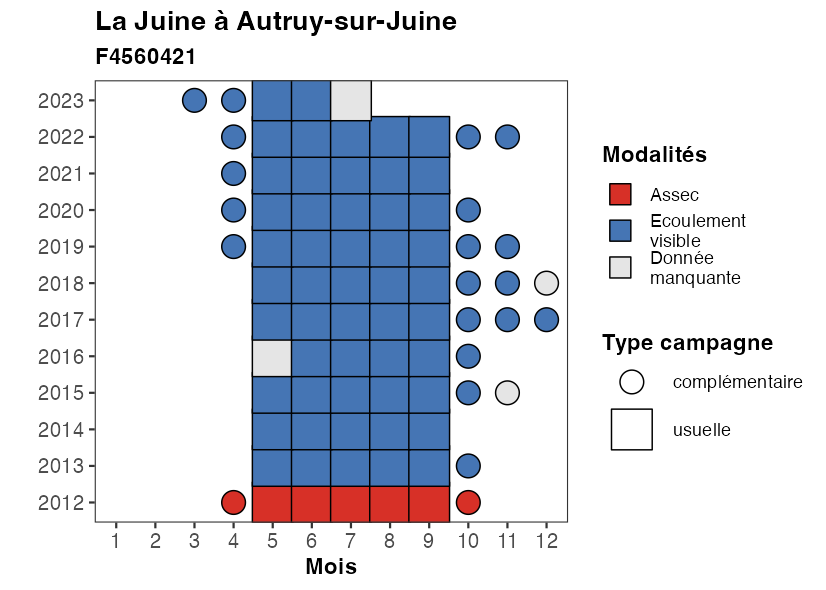 La Juine à Autruy-sur-Juine
F4560421
2023
2022
2021
2020
2019
2018
2017
2016
2015
2014
2013
2012
1 2 3 4 5 6 7 8 9 10 11 12
Mois
Modalités
Assec
Ecoulement
visible
Donnée
manquante
Type campagne
complémentaire
usuelle